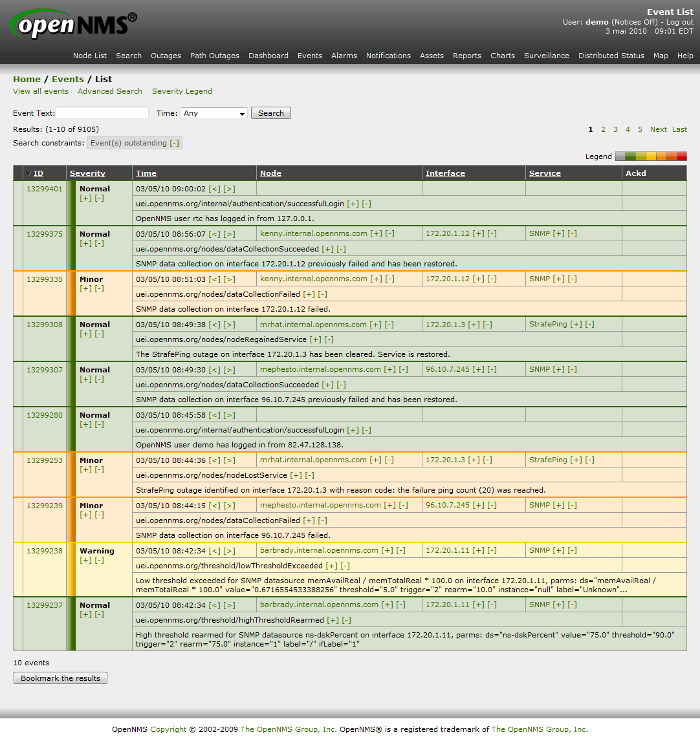 openNMS®
Event List
User: demo (Notices Off) - Log out
3 mai 2010 09:01 EDT
Node List Search Outages Path Outages Dashboard Events Alarms Notifications Assets Reports Charts Surveillance Distributed Status Map Help
Home / Events / List
View all events Advanced Search Severity Legend
Event Text: Time: Any Search
Results: (1-10 of 9105) 1 2 3 4 5 Next Last
Search constraints: Event(s) outstanding [-]
Legend
ID Severity Time Node Interface Service Ackd
13299401 Normal 03/05/10 09:00:02 [<] [>]
[+] [-]
uei.opennms.org/internal/authentication/successfulLogin [+] [-]
OpenNMS user rtc has logged in from 127.0.0.1.
13299375 Normal 03/05/10 08:56:07 [<] [>] kenny.internal.opennms.com [+] [-] 172.20.1.12 [+] [-] SNMP [+] [-]
[+] [-]
uei.opennms.org/nodes/dataCollectionSucceeded [+] [-]
SNMP data collection on interface 172.20.1.12 previously failed and has been restored.
13299335 Minor 03/05/10 08:51:03 [<] [>] kenny.internal.opennms.com [+] [-] 172.20.1.12 [+] [-] SNMP [+] [-]
[+] [-]
uei.opennms.org/nodes/dataCollectionFailed [+] [-]
SNMP data collection on interface 172.20.1.12 failed.
13299308 Normal 03/05/10 08:49:38 [<] [>] mrhat.internal.opennms.com [+] [-] 172.20.1.3 [+] [-] StrafePing [+] [-]
[+] [-]
uei.opennms.org/nodes/nodeRegainedService [+] [-]
The StrafePing outage on interface 172.20.1.3 has been cleared. Service is restored.
13299307 Normal 03/05/10 08:49:30 [<] [>] mephesto.internal.opennms.com [+] [-] 96.10.7.245 [+] [-] SNMP [+] [-]
[+] [-]
uei.opennms.org/nodes/dataCollectionSucceeded [+] [-]
SNMP data collection on interface 96.10.7.245 previously failed and has been restored.
13299280 Normal 03/05/10 08:45:58 [<] [>]
[+] [-]
uei.opennms.org/internal/authentication/successfulLogin [+] [-]
OpenNMS user demo has logged in from 82.47.128.138.
13299253 Minor 03/05/10 08:44:36 [<] [>] mrhat.internal.opennms.com [+] [-] 172.20.1.3 [+] [-] StrafePing [+] [-]
[+] [-]
uei.opennms.org/nodes/nodeLostService [+] [-]
StrafePing outage identified on interface 172.20.1.3 with reason code: the failure ping count (20) was reached.
13299239 Minor 03/05/10 08:44:15 [<] [>] mephesto.internal.opennms.com [+] [-] 96.10.7.245 [+] [-] SNMP [+] [-]
[+] [-]
uei.opennms.org/nodes/dataCollectionFailed [+] [-]
SNMP data collection on interface 96.10.7.245 failed.
13299238 Warning 03/05/10 08:42:34 [<] [>] barbrady.internal.opennms.com [+] [-] 172.20.1.11 [+] [-] SNMP [+] [-]
[+] [-]
uei.opennms.org/threshold/lowThresholdExceeded [+] [-]
Low threshold exceeded for SNMP datasource memAvailReal / memTotalReal * 100.0 on interface 172.20.1.11, parms: ds="memAvailReal /
memTotalReal * 100.0" value="0.6716554533388256" threshold="5.0" trigger="2" rearm="10.0" instance="null" label="Unknown"...
13299237 Normal 03/05/10 08:42:34 [<] [>] barbrady.internal.opennms.com [+] [-] 172.20.1.11 [+] [-] SNMP [+] [-]
[+] [-]
uei.opennms.org/threshold/highThresholdRearmed [+] [-]
High threshold rearmed for SNMP datasource ns-dskPercent on interface 172.20.1.11, parms: ds="ns-dskPercent" value="75.0" threshold="90.0"
trigger="2" rearm="75.0" instance="1" label="/" ifLabel="1"
10 events
Bookmark the results
OpenNMS Copyright © 2002-2009 The OpenNMS Group, Inc. OpenNMS® is a registered trademark of The OpenNMS Group, Inc.